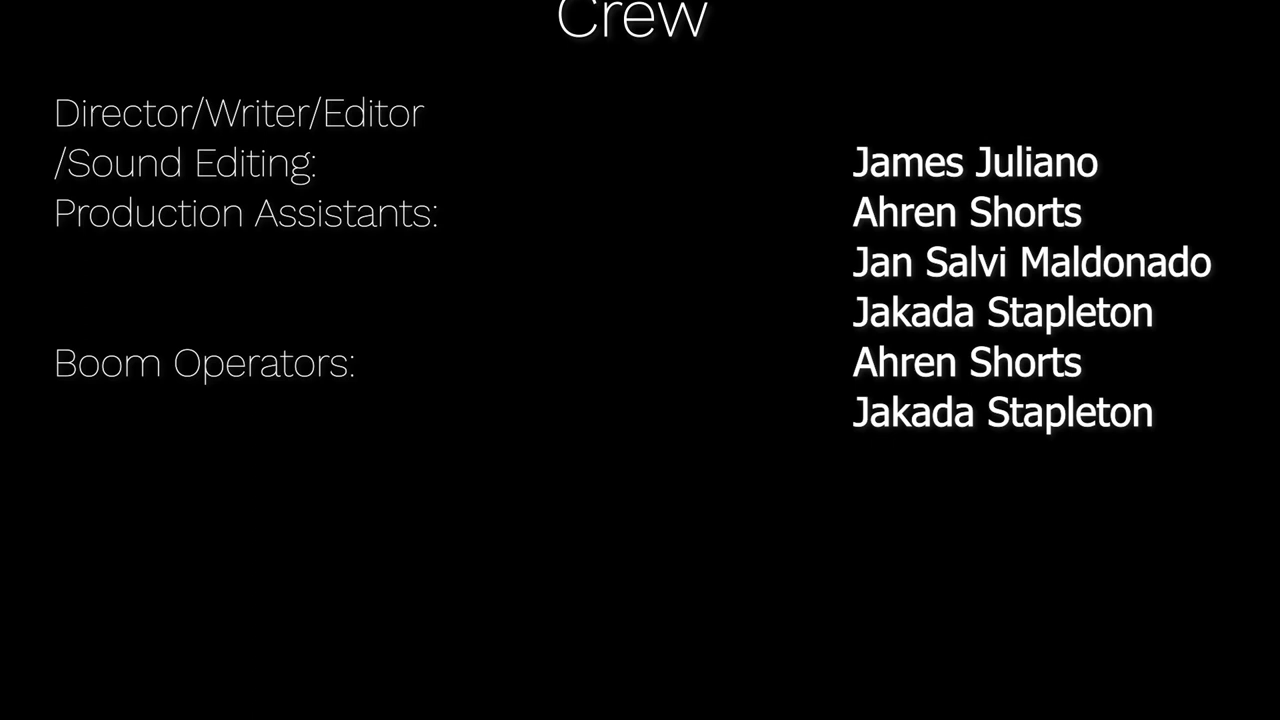 Crew
Director/Writer/Editor
/Sound Editing: James Juliano
Production Assistants: Ahren Shorts
Jan Salvi Maldonado
Jakada Stapleton
Boom Operators: Ahren Shorts
Jakada Stapleton